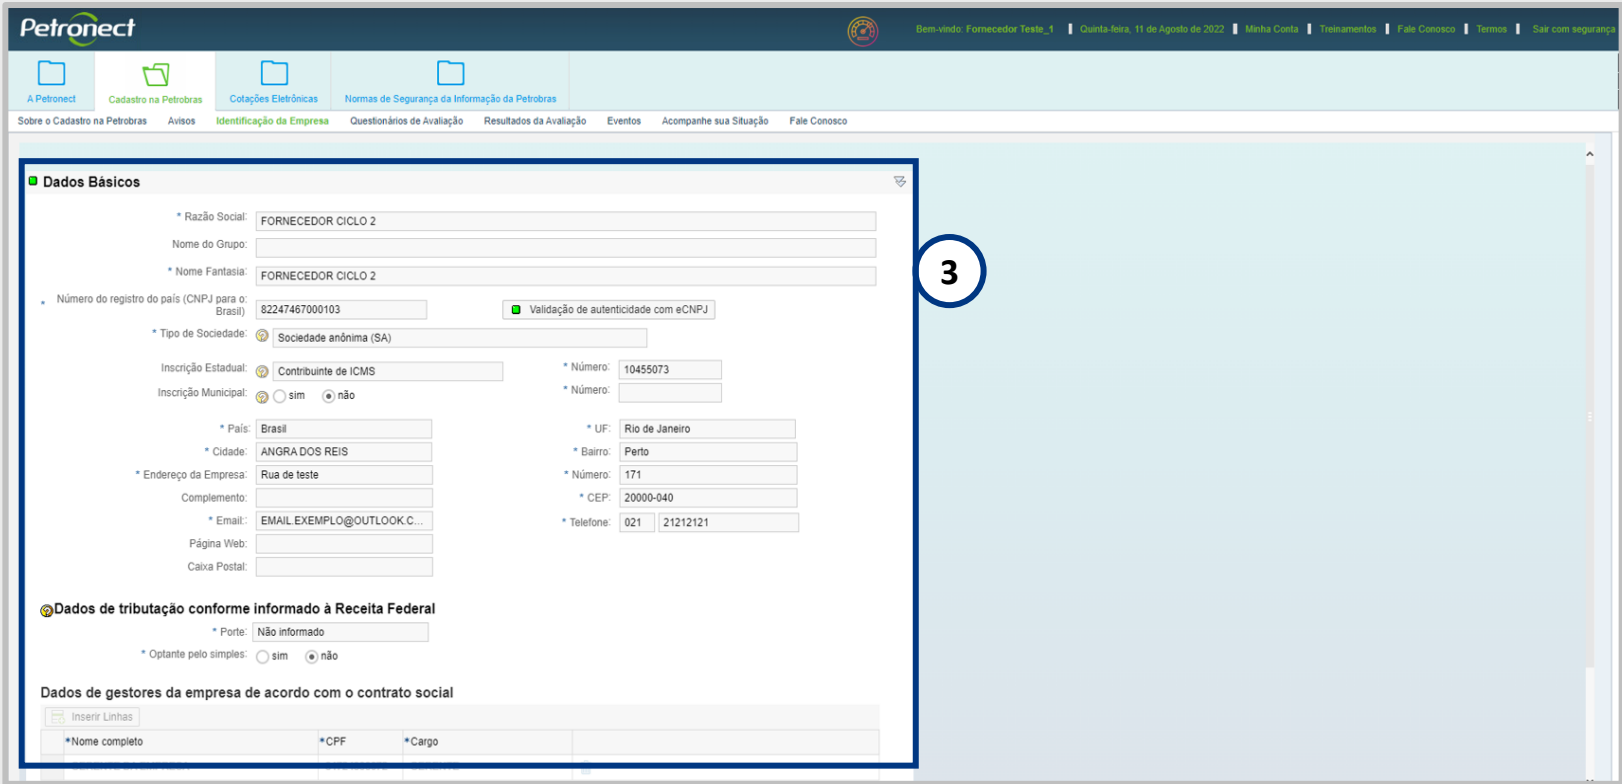 Petronect
Bem-vindo: Fornecedor Teste_1 Quinta-feira, 11 de Agosto de 2022 Minha Conta Treinamentos Fale Conosco Termos Sair com segurança
A Petronect Cadastro na Petrobras Cotações Eletrônicas Normas de Segurança da Informação da Petrobras
Sobre o Cadastro na Petrobras Avisos Identificação da Empresa Questionários de Avaliação Resultados da Avaliação Eventos Acompanhe sua Situação Fale Conosco
Dados Básicos
* Razão Social: FORNECEDOR CICLO 2
Nome do Grupo:
3
* Nome Fantasia: FORNECEDOR CICLO 2
* Número do registro do país (CNPJ para o:
Brasil) 82247467000103 Validação de autenticidade com eCNPJ
* Tipo de Sociedade: Sociedade anônima (SA)
Inscrição Estadual: Contribuinte de ICMS * Número: 10455073
Inscrição Municipal: sim não * Número:
* País: Brasil * UF: Rio de Janeiro
* Cidade: ANGRA DOS REIS * Bairro: Perto
* Endereço da Empresa: Rua de teste * Número: 171
Complemento: * CEP: 20000-040
* Email:: EMAIL.EXEMPLO@OUTLOOK.C... * Telefone: 021 21212121
Página Web:
Caixa Postal:
Dados de tributação conforme informado à Receita Federal
* Porte: Não informado
* Optante pelo simples: sim não
Dados de gestores da empresa de acordo com o contrato social
Inserir Linhas
*Nome completo *CPF *Cargo